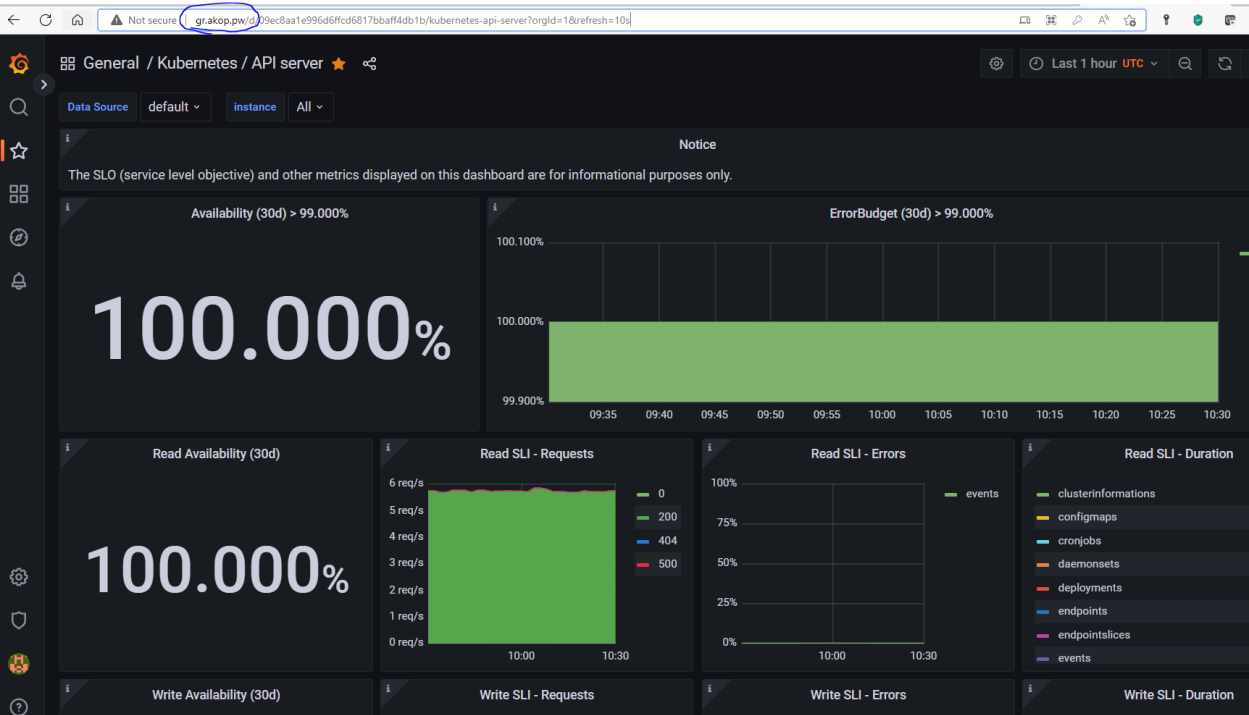 Not secure | gr.akop.pw/d/09ec8aa1e996d6ffcd6817bbaff4db1b/kubernetes-api-server?orgId=1&refresh=10s
General / Kubernetes / API server
Last 1 hour UTC
Data Source default instance All
Notice
The SLO (service level objective) and other metrics displayed on this dashboard are for informational purposes only.
Availability (30d) > 99.000%
100.000%
ErrorBudget (30d) > 99.000%
100.100%
100.000%
99.900%
09:35 09:40 09:45 09:50 09:55 10:00 10:05 10:10 10:15 10:20 10:25 10:30
Read Availability (30d)
100.000%
Read SLI - Requests
6 req/s
5 req/s
4 req/s
3 req/s
2 req/s
1 req/s
0 req/s
10:00 10:30
0
200
404
500
Read SLI - Errors
100%
75%
50%
25%
0%
10:00 10:30
events
Read SLI - Duration
clusterinformations
configmaps
cronjobs
daemonsets
deployments
endpoints
endpointslices
events
Write Availability (30d)
Write SLI - Requests
Write SLI - Errors
Write SLI - Duration